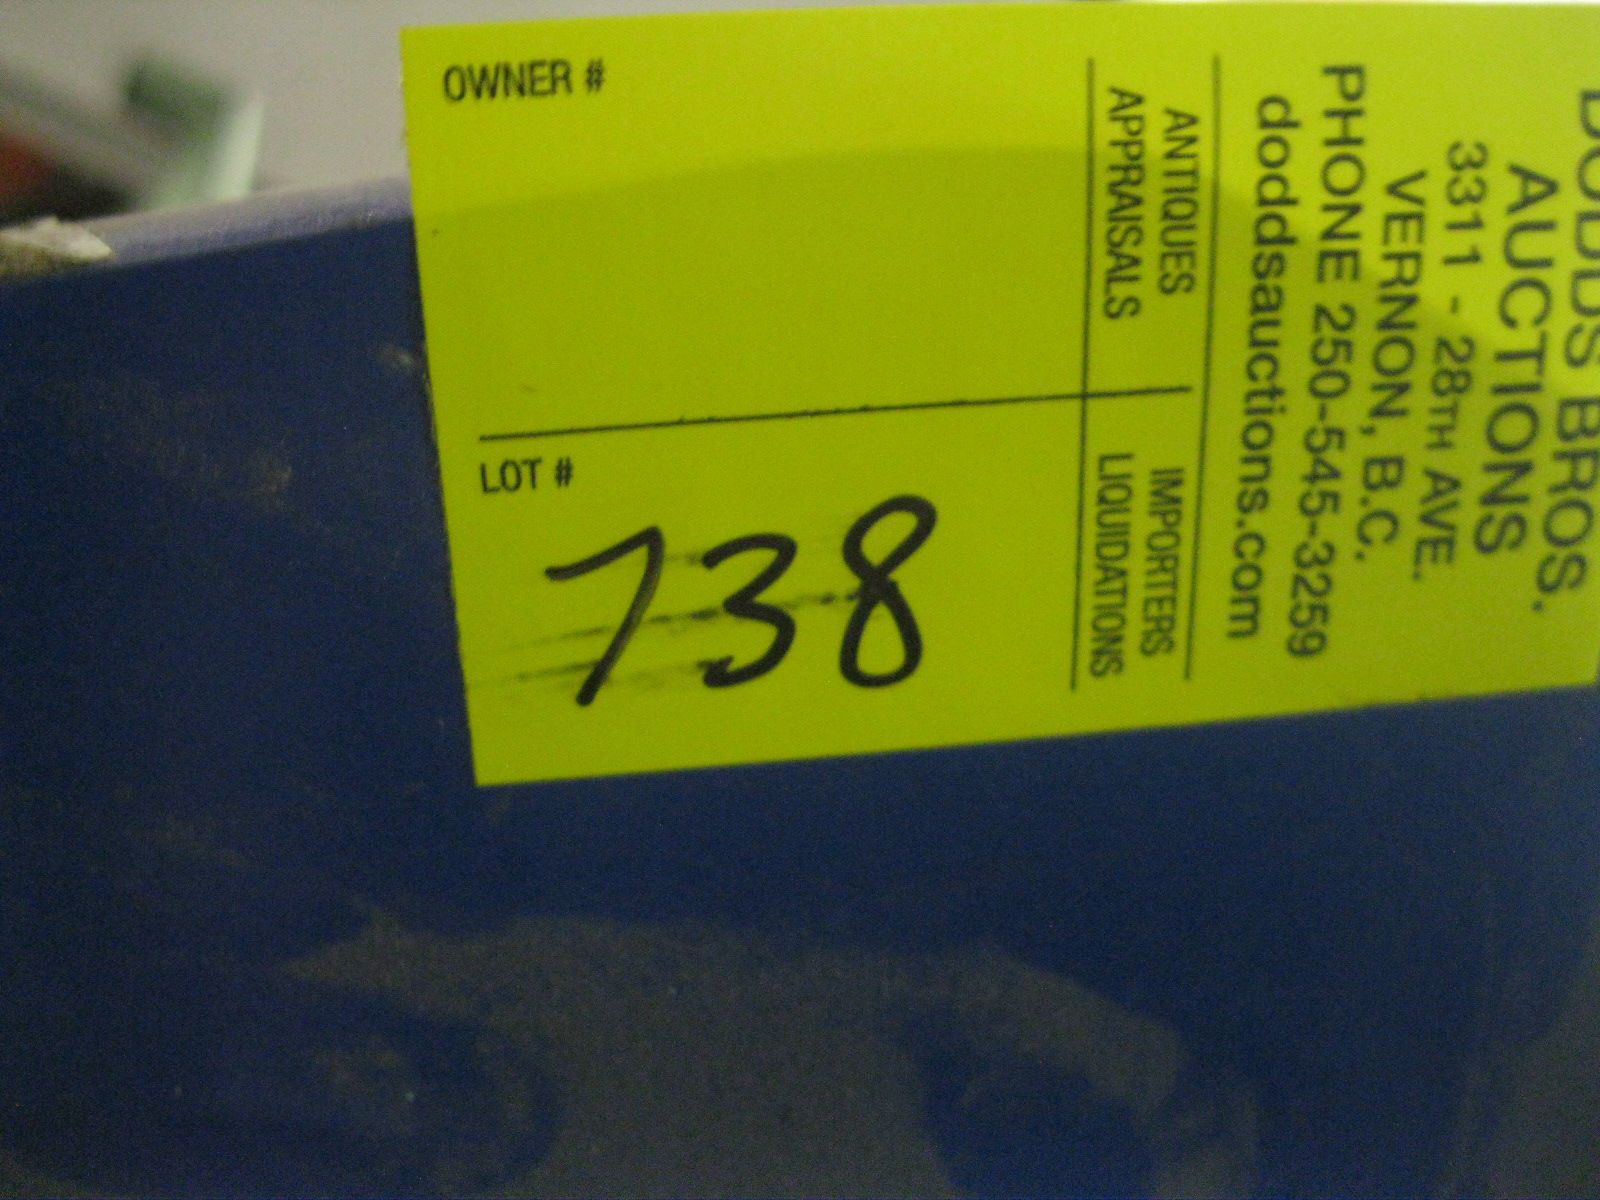 OWNER #
LOT #
738
DODDS BROS.
AUCTIONS
3311 - 28TH AVE.
VERNON, B.C.
PHONE 250-545-3259
doddsauctions.com
ANTIQUES IMPORTERS
APPRAISALS LIQUIDATIONS